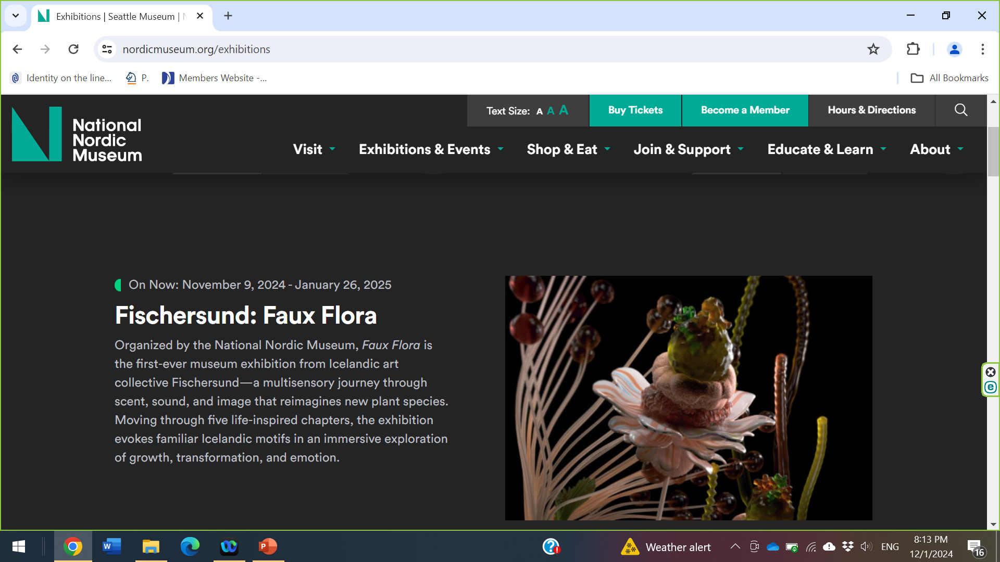 Exhibitions | Seattle Museum |
nordicmuseum.org/exhibitions
Identity on the line...
P.
Members Website -...
All Bookmarks
National
Nordic
Museum
Text Size: A A A
Buy Tickets
Become a Member
Hours & Directions
Visit
Exhibitions & Events
Shop & Eat
Join & Support
Educate & Learn
About
On Now: November 9, 2024 - January 26, 2025
Fischersund: Faux Flora
Organized by the National Nordic Museum, Faux Flora is
the first-ever museum exhibition from Icelandic art
collective Fischersund—a multisensory journey through
scent, sound, and image that reimagines new plant species.
Moving through five life-inspired chapters, the exhibition
evokes familiar Icelandic motifs in an immersive exploration
of growth, transformation, and emotion.
Weather alert
ENG
8:13 PM
12/1/2024
16